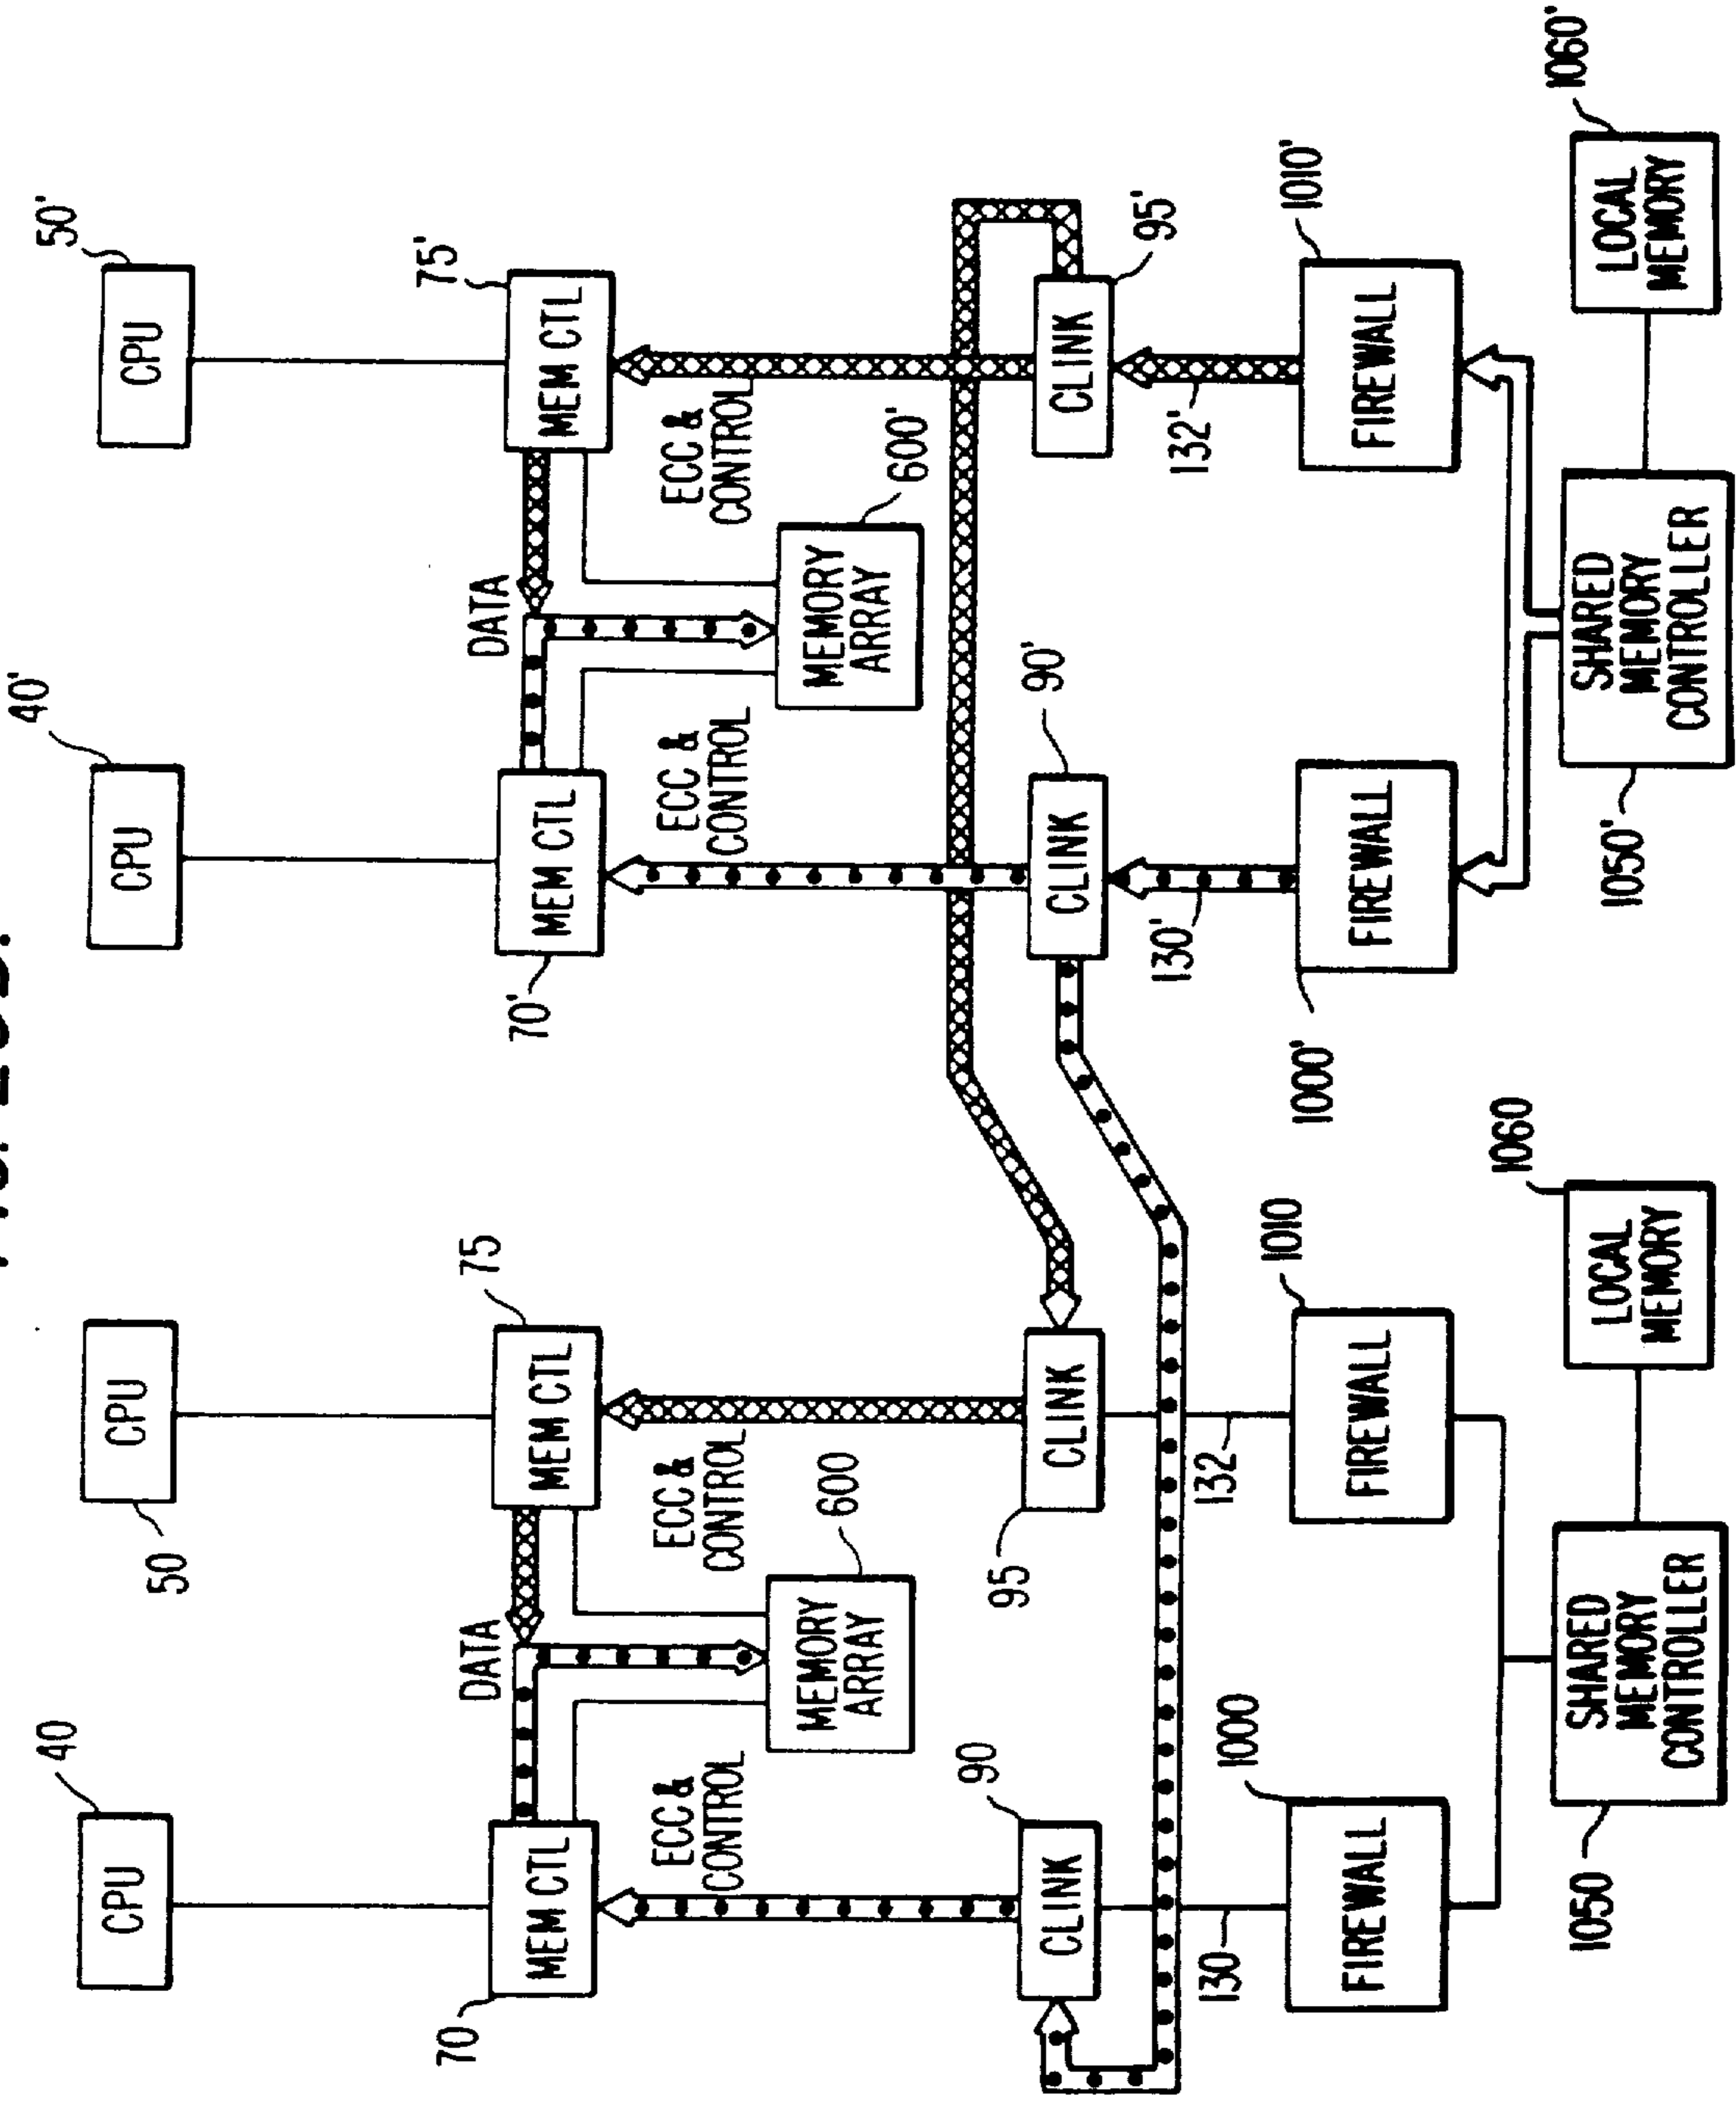 40
CPU
50
CPU
40'
CPU
50'
CPU
70
MEM CTL
DATA
75
MEM CTL
70'
MEM CTL
DATA
75'
MEM CTL
ECC &
CONTROL
ECC &
CONTROL
ECC &
CONTROL
ECC &
CONTROL
MEMORY
ARRAY
600
MEMORY
ARRAY
600'
90
CLINK
95
CLINK
90'
CLINK
95'
CLINK
130
132
130'
132'
1000
FIREWALL
1010
FIREWALL
1000'
FIREWALL
1010'
FIREWALL
1050
SHARED
MEMORY
CONTROLLER
1060
LOCAL
MEMORY
1050'
SHARED
MEMORY
CONTROLLER
1060'
LOCAL
MEMORY